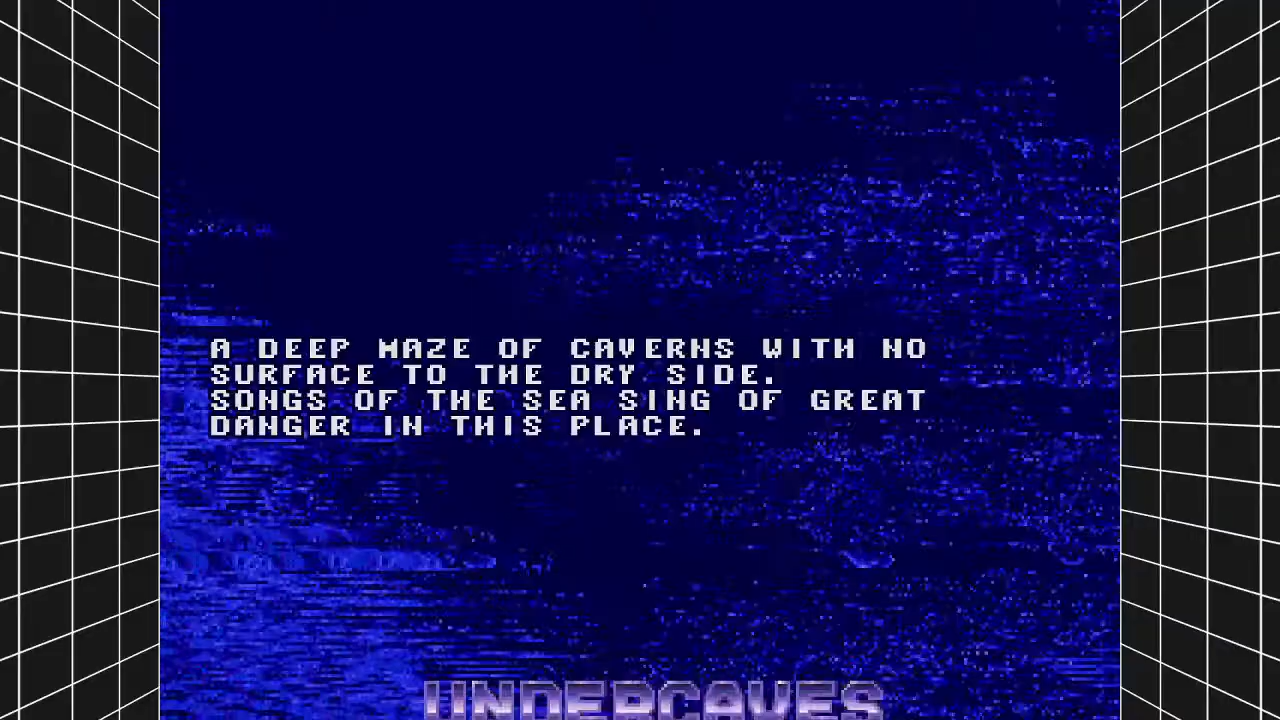 A DEEP MAZE OF CAVERNS WITH NO
SURFACE TO THE DRY SIDE.
SONGS OF THE SEA SING OF GREAT
DANGER IN THIS PLACE.
UNDERCAVES